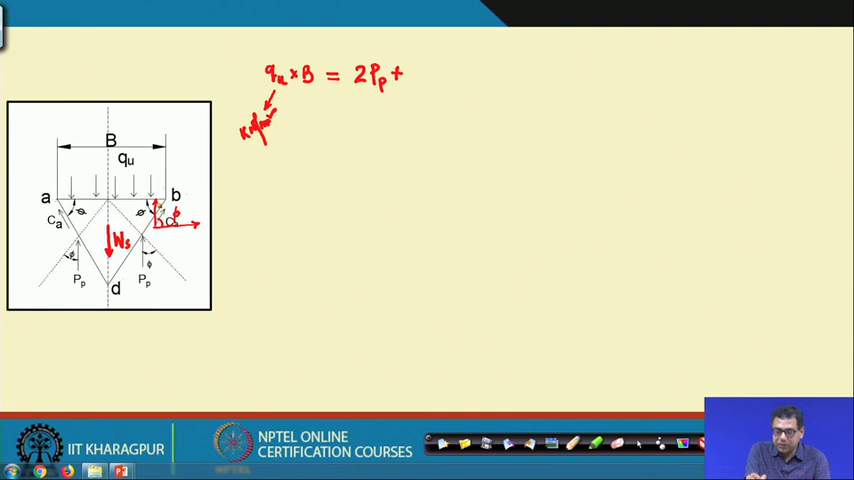 qu × B = 2Pp +
B
qu
a
b
φ
φ
φ
Ca
Ws
φ
φ
Pp
Pp
d
IIT KHARAGPUR
NPTEL ONLINE
CERTIFICATION COURSES